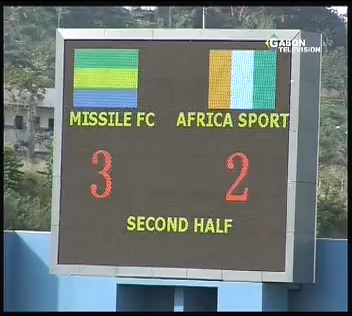 GABON
TELEVISION
MISSILE FC AFRICA SPORT
3 2
SECOND HALF